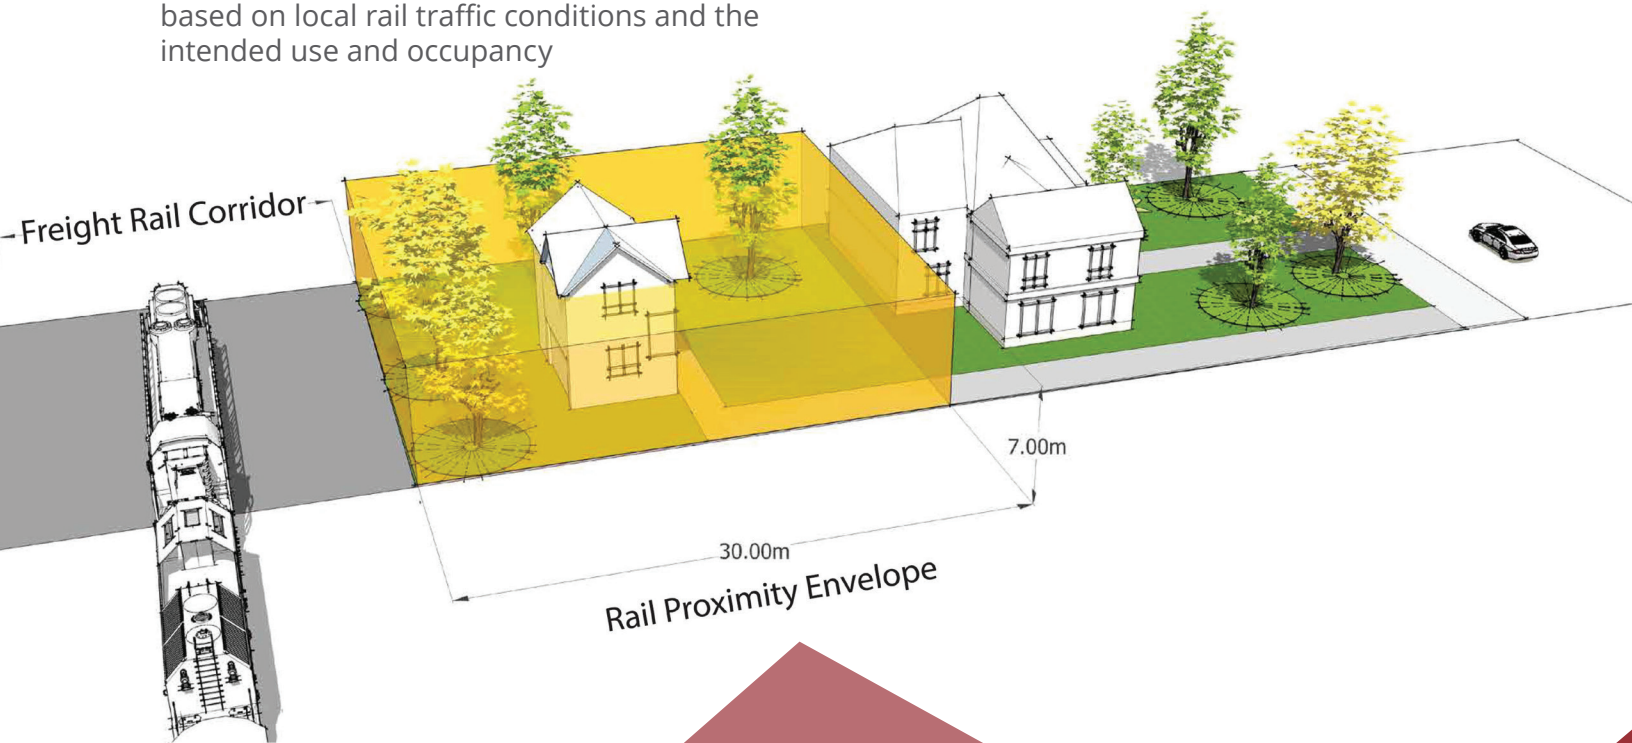 based on local rail traffic conditions and the
intended use and occupancy
Freight Rail Corridor
7.00m
30.00m
Rail Proximity Envelope